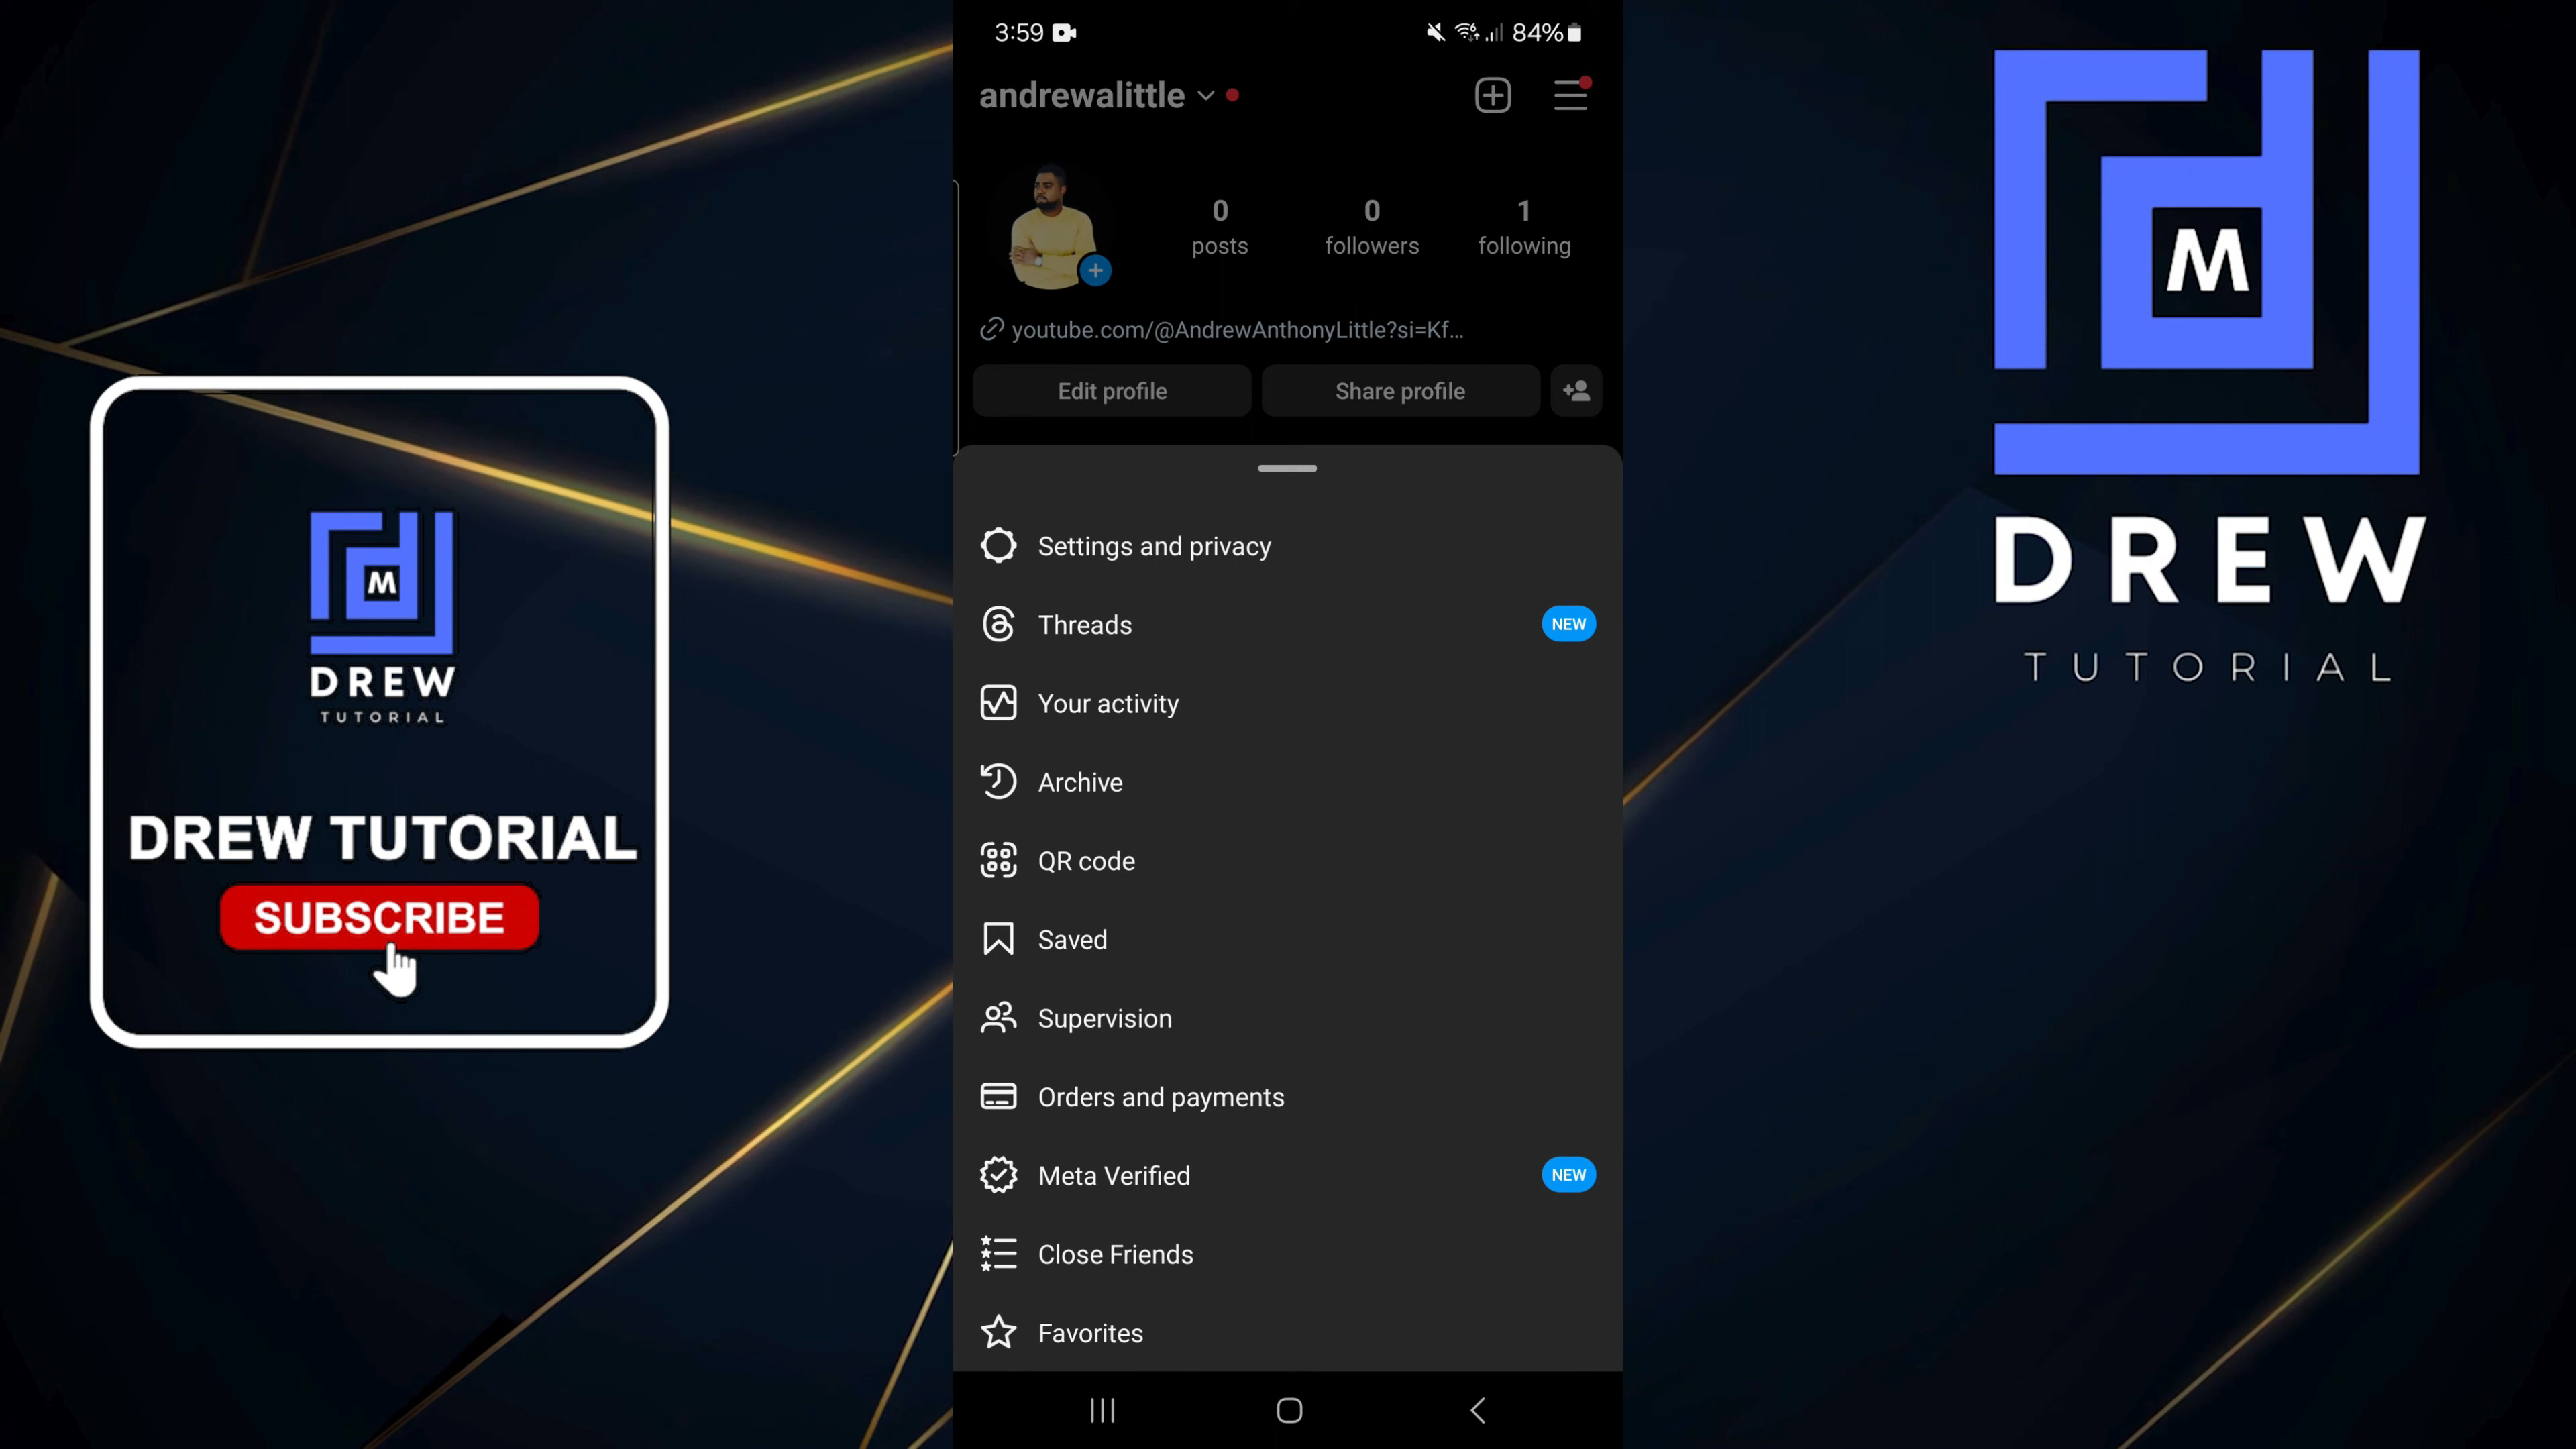 3:59
84%
andrewalittle
0
posts
0
followers
1
following
youtube.com/@AndrewAnthonyLittle?si=Kf...
Edit profile
Share profile
Settings and privacy
Threads
NEW
Your activity
Archive
QR code
Saved
Supervision
Orders and payments
Meta Verified
NEW
Close Friends
Favorites
M
DREW
TUTORIAL
DREW TUTORIAL
SUBSCRIBE
M
DREW
TUTORIAL